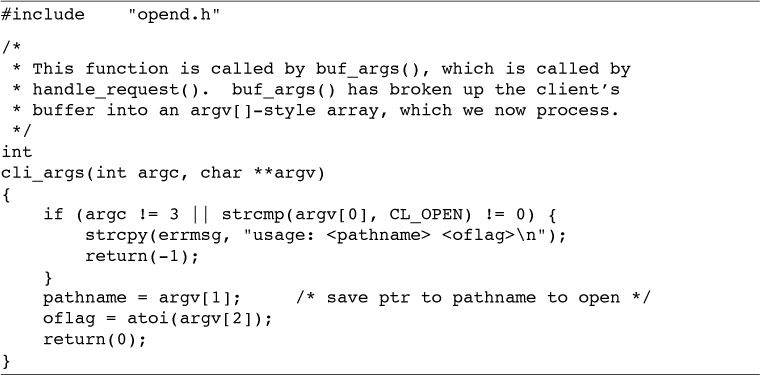 #include    "opend.h"
/*
 * This function is called by buf_args(), which is called by
 * handle_request().  buf_args() has broken up the client’s
 * buffer into an argv[]-style array, which we now process.
 */
int
cli_args(int argc, char **argv)
{
    if (argc != 3 || strcmp(argv[0], CL_OPEN) != 0) {
        strcpy(errmsg, "usage: <pathname> <oflag>\n");
        return(-1);
    }
    pathname = argv[1];     /* save ptr to pathname to open */
    oflag = atoi(argv[2]);
    return(0);
}